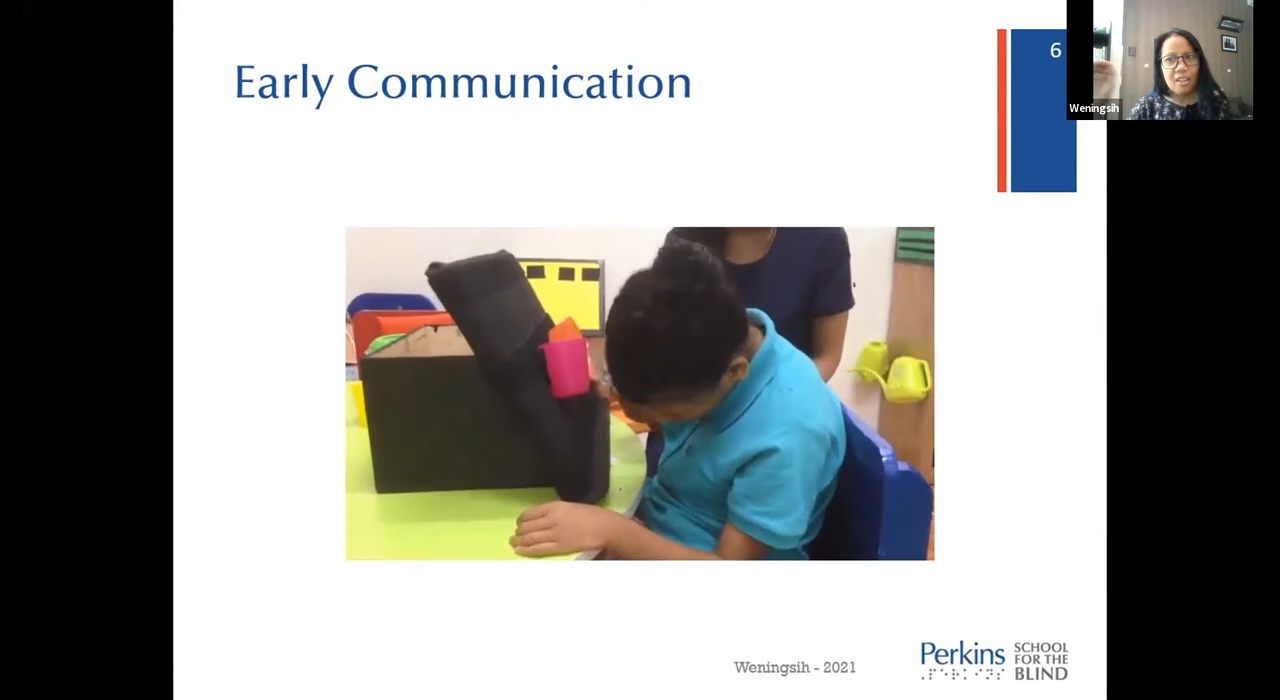 Early Communication
6
Weningsih
Weningsih - 2021
Perkins
SCHOOL
FOR THE
BLIND
⠠⠏⠑⠗⠅⠊⠝⠎